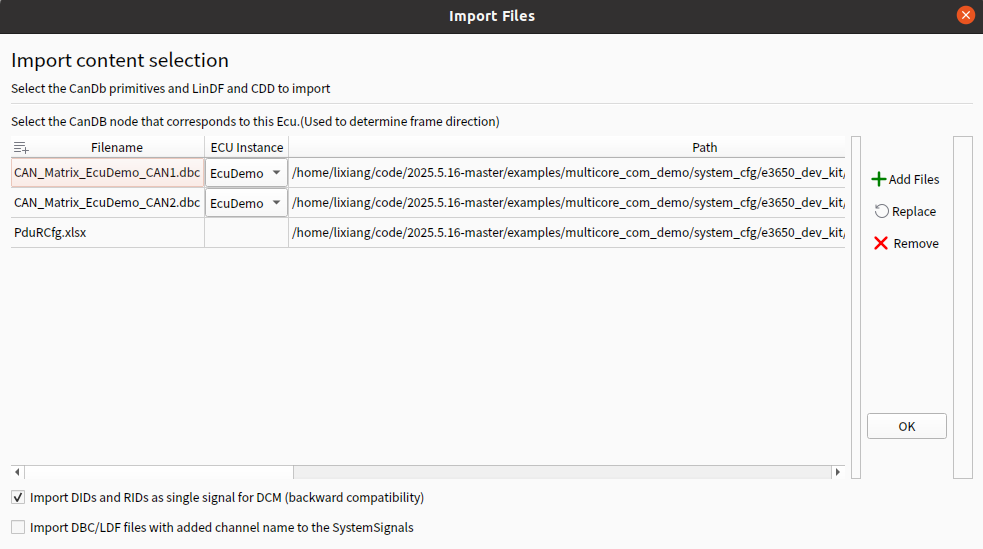 Import Files
Import content selection
Select the CanDb primitives and LinDF and CDD to import
Select the CanDB node that corresponds to this Ecu.(Used to determine frame direction)
Filename ECU Instance Path
CAN_Matrix_EcuDemo_CAN1.dbc EcuDemo /home/lixiang/code/2025.5.16-master/examples/multicore_com_demo/system_cfg/e3650_dev_kit/
CAN_Matrix_EcuDemo_CAN2.dbc EcuDemo /home/lixiang/code/2025.5.16-master/examples/multicore_com_demo/system_cfg/e3650_dev_kit/
PduRCfg.xlsx /home/lixiang/code/2025.5.16-master/examples/multicore_com_demo/system_cfg/e3650_dev_kit/
Add Files
Replace
Remove
OK
Import DIDs and RIDs as single signal for DCM (backward compatibility)
Import DBC/LDF files with added channel name to the SystemSignals